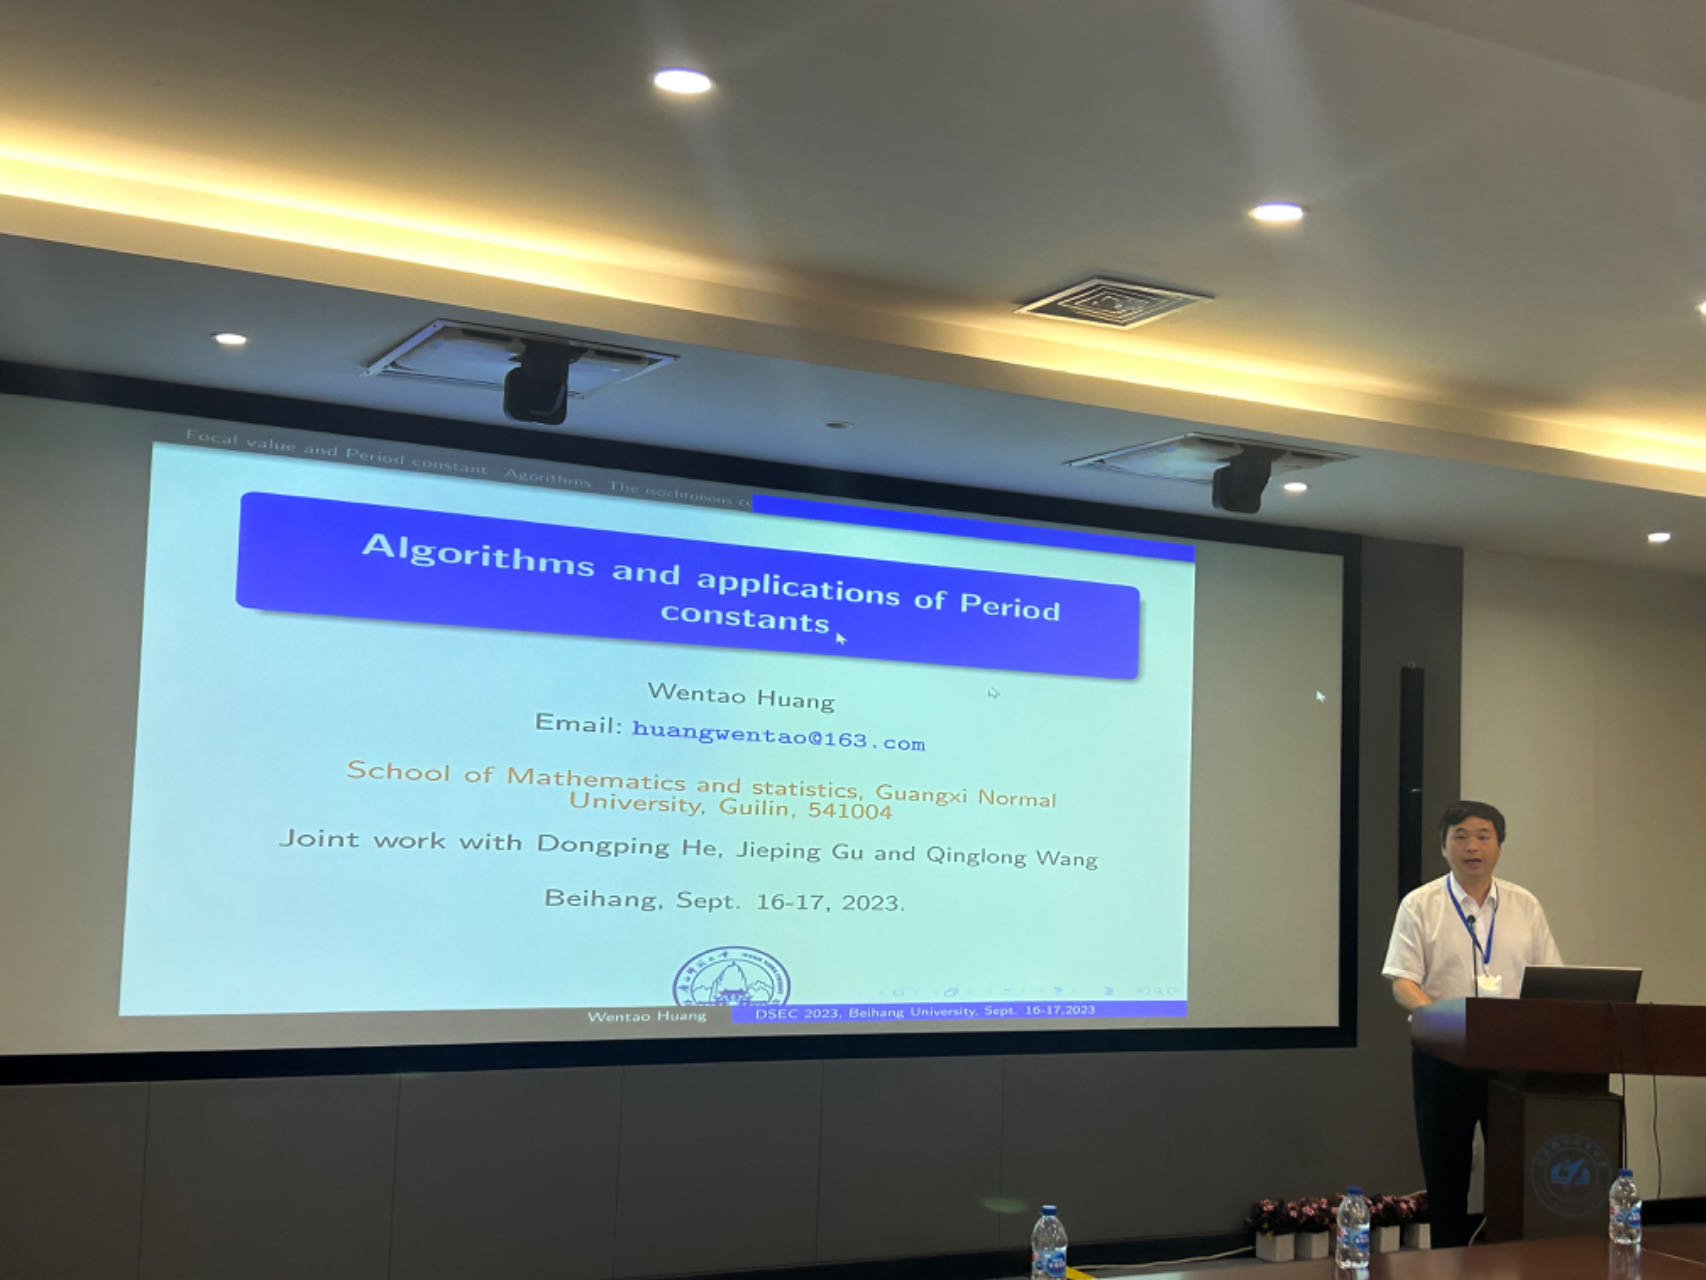 Focal value and Period constant Agorithms The isochronous ce
Algorithms and applications of Period
constants
Wentao Huang
Email: huangwentao@163.com
School of Mathematics and statistics, Guangxi Normal
University, Guilin, 541004
Joint work with Dongping He, Jieping Gu and Qinglong Wang
Beihang, Sept. 16-17, 2023.
Wentao Huang DSEC 2023, Beihang University, Sept. 16-17,2023